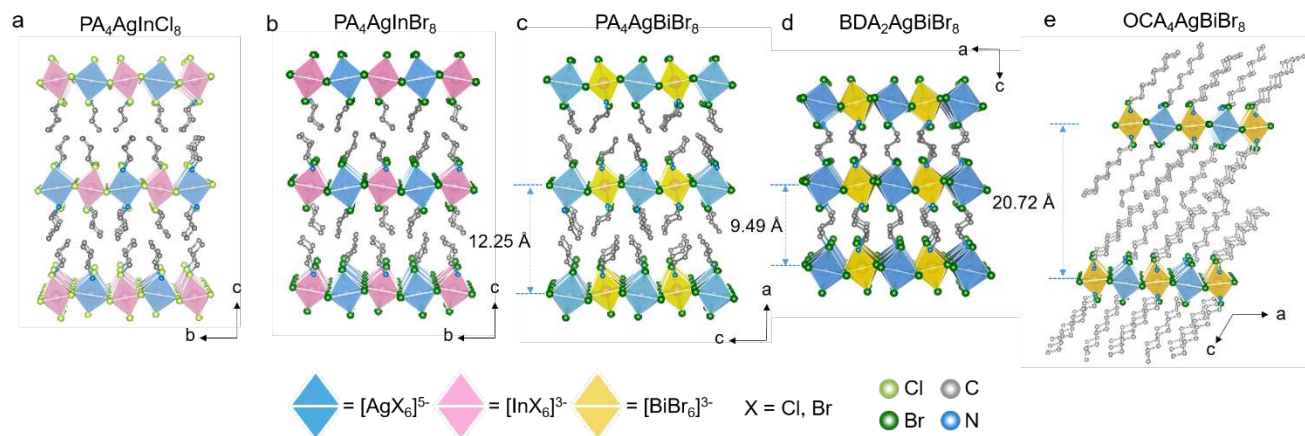 a PA₄AgInCl₈
b PA₄AgInBr₈
c PA₄AgBiBr₈
d BDA₂AgBiBr₈
e OCA₄AgBiBr₈
a
c
12.25 Å
9.49 Å
20.72 Å
c
b
c
b
a
c
a
c
= [AgX₆]⁵⁻ = [InX₆]³⁻ = [BiBr₆]³⁻ X = Cl, Br
Cl C
Br N